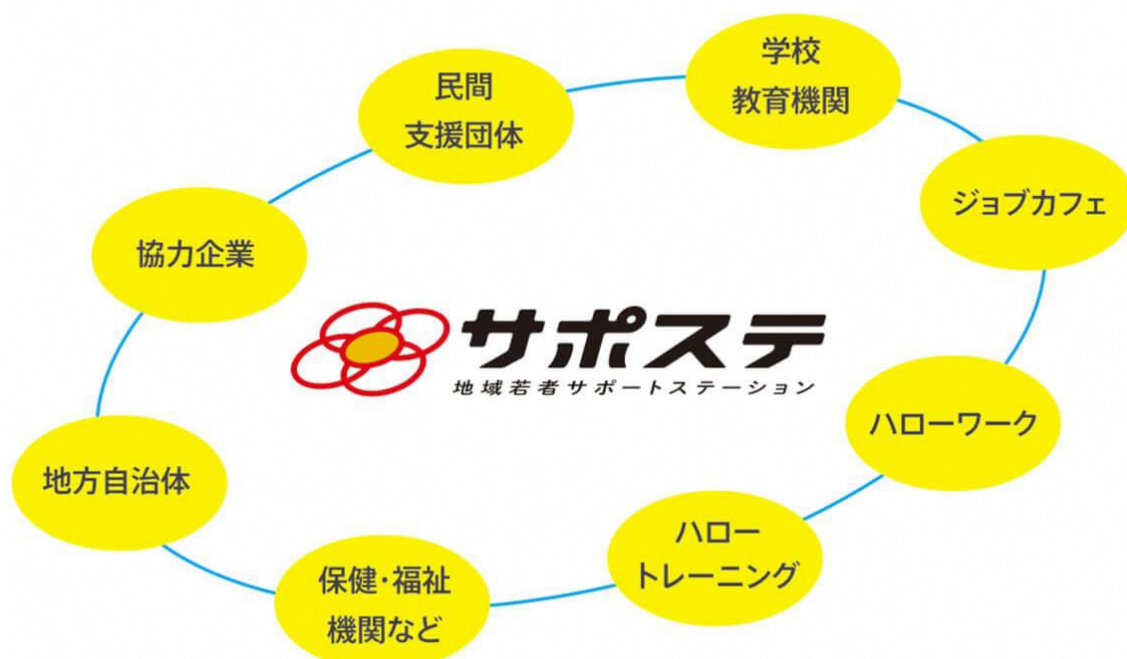 学校
教育機関
民間
支援団体
ジョブカフェ
協力企業
サポステ
地域若者サポートステーション
ハローワーク
地方自治体
ハロー
トレーニング
保健・福祉
機関など